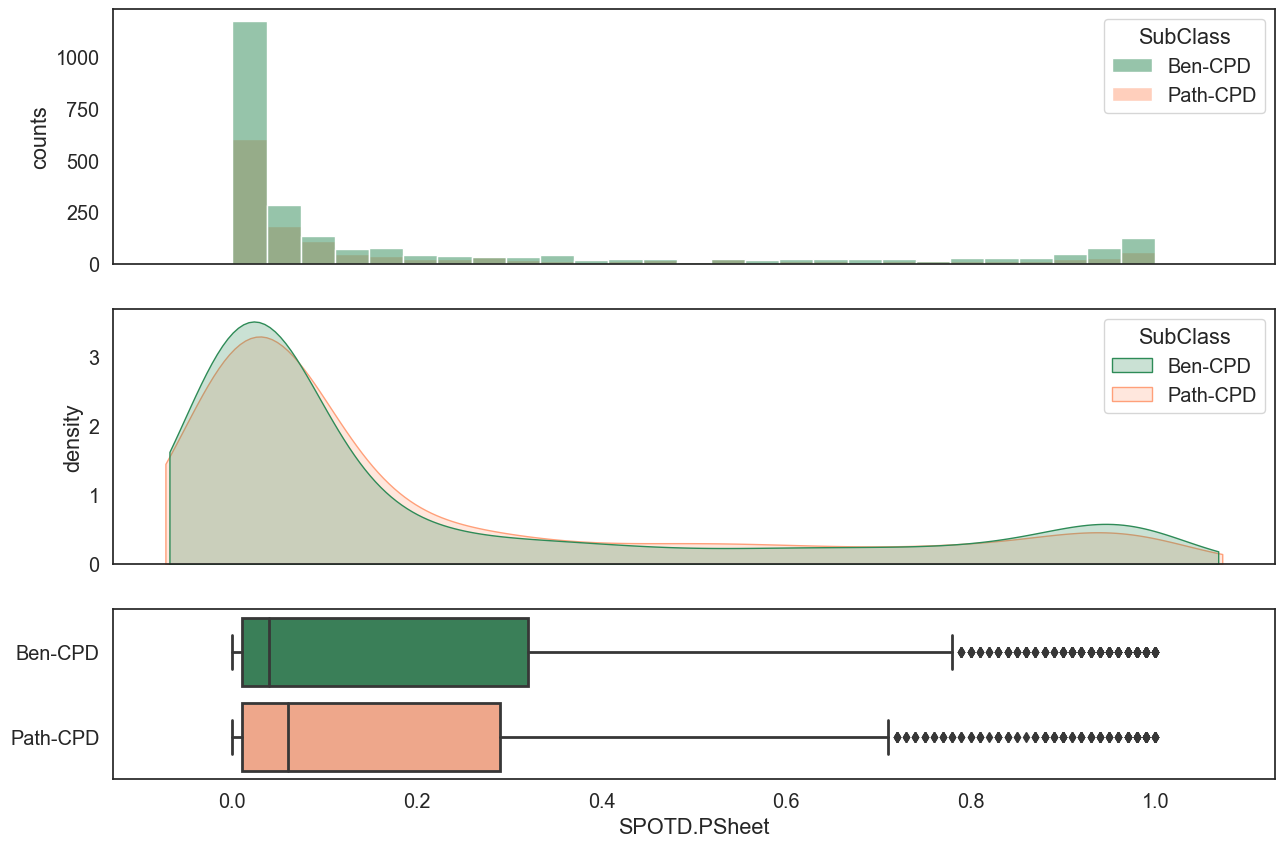 counts
1000
750
500
250
0
SubClass
Ben-CPD
Path-CPD
density
3
2
1
0
SubClass
Ben-CPD
Path-CPD
Ben-CPD
Path-CPD
0.0 0.2 0.4 0.6 0.8 1.0
SPOTD.PSheet